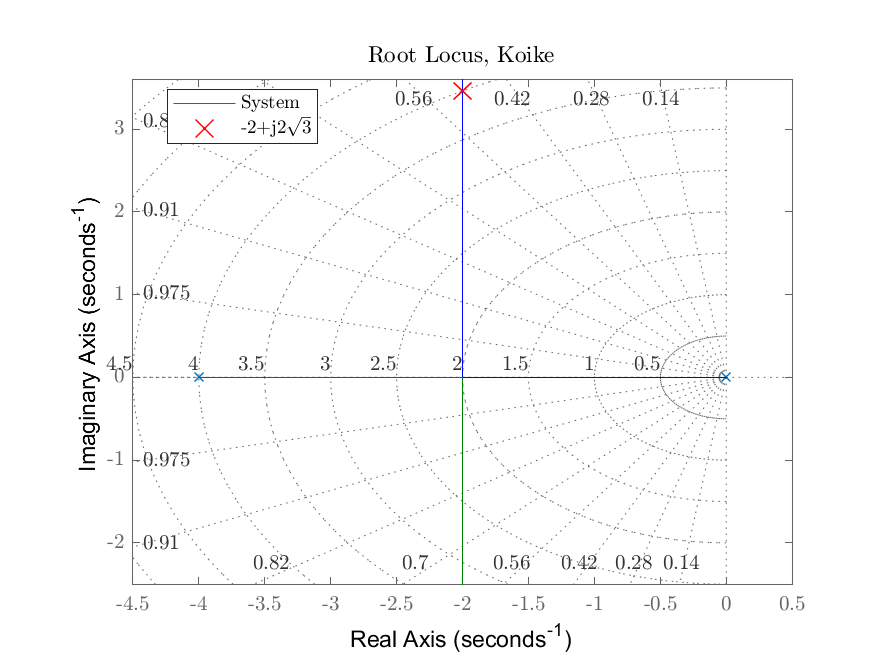 Root Locus, Koike
System
-2+j2√3
0.56 0.42 0.28 0.14
0.91
0.975
4.5 4 3.5 3 2.5 2 1.5 1 0.5
0.975
0.91
0.82 0.7 0.56 0.42 0.28 0.14
3
2
1
0
-1
-2
-4.5 -4 -3.5 -3 -2.5 -2 -1.5 -1 -0.5 0 0.5
Imaginary Axis (seconds⁻¹)
Real Axis (seconds⁻¹)